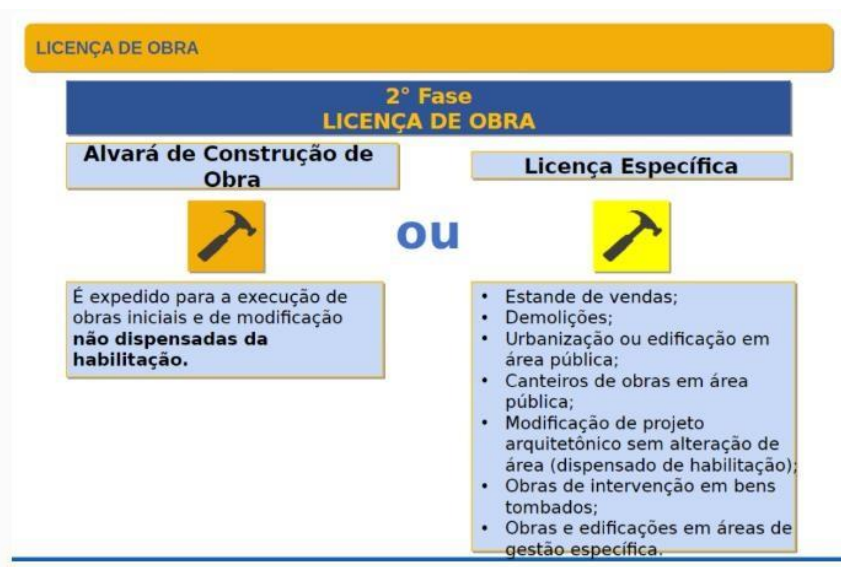 LICENÇA DE OBRA
2° Fase
LICENÇA DE OBRA
Alvará de Construção de
Obra
ou
Licença Específica
É expedido para a execução de
obras iniciais e de modificação
não dispensadas da
habilitação.
• Estande de vendas;
• Demolições;
• Urbanização ou edificação em
área pública;
• Canteiros de obras em área
pública;
• Modificação de projeto
arquitetônico sem alteração de
área (dispensado de habilitação);
• Obras de intervenção em bens
tombados;
• Obras e edificações em áreas de
gestão específica.